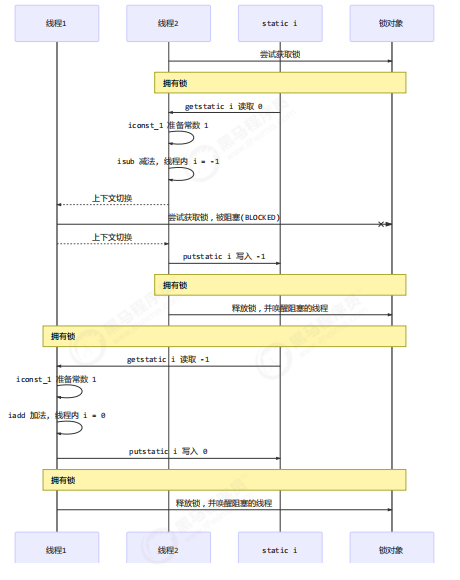 线程1 线程2 static i 锁对象
尝试获取锁
拥有锁
getstatic i 读取 0
iconst_1 准备常数 1
isub 减法, 线程内 i = -1
上下文切换
尝试获取锁，被阻塞(BLOCKED)
上下文切换
putstatic i 写入 -1
拥有锁
释放锁，并唤醒阻塞的线程
拥有锁
getstatic i 读取 -1
iconst_1 准备常数 1
iadd 加法, 线程内 i = 0
putstatic i 写入 0
拥有锁
释放锁，并唤醒阻塞的线程
线程1 线程2 static i 锁对象